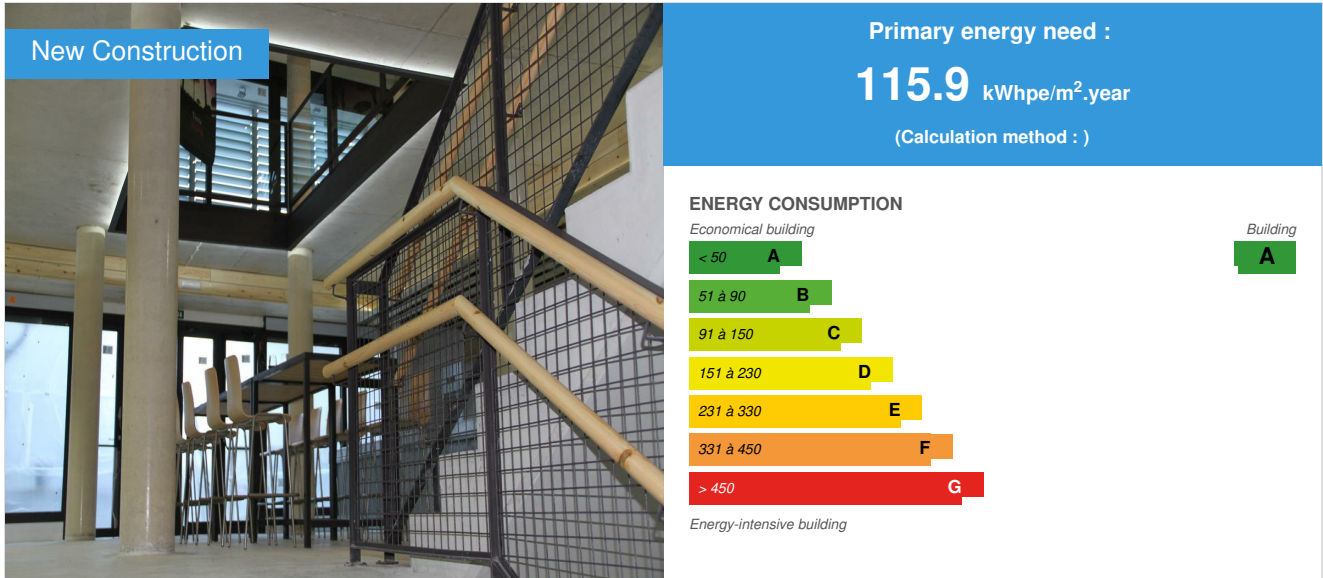 New Construction
Primary energy need :
115.9 kWhpe/m².year
(Calculation method : )
ENERGY CONSUMPTION
Economical building
Building
< 50 A
A
51 à 90 B
91 à 150 C
151 à 230 D
231 à 330 E
331 à 450 F
> 450 G
Energy-intensive building